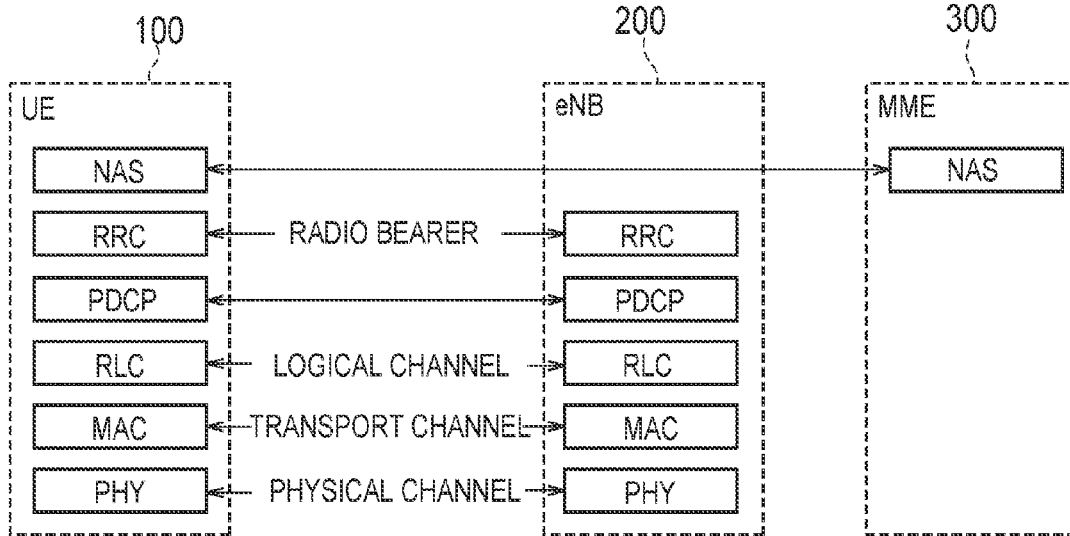 100 200 300
UE eNB MME
NAS NAS
RRC RADIO BEARER RRC
PDCP PDCP
RLC LOGICAL CHANNEL RLC
MAC TRANSPORT CHANNEL MAC
PHY PHYSICAL CHANNEL PHY